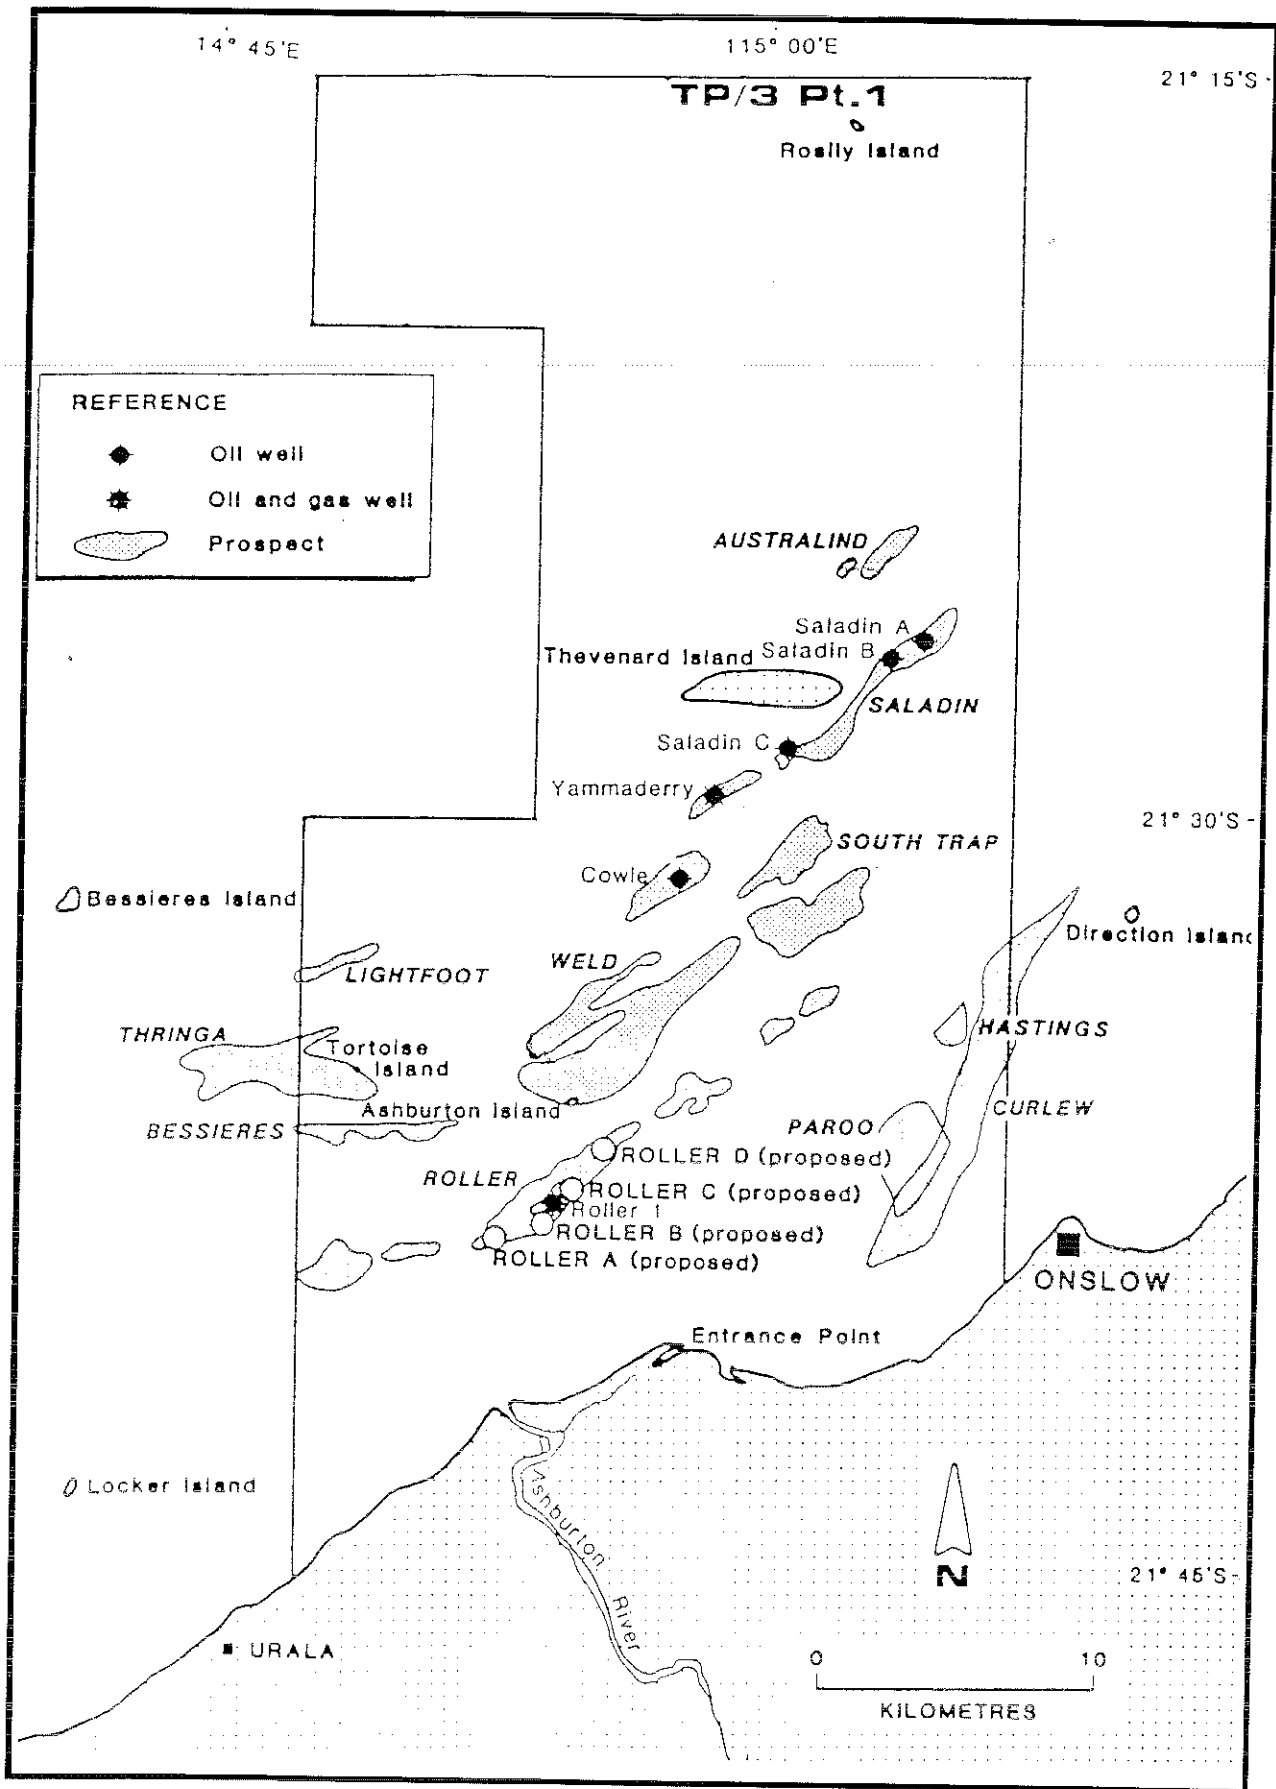 14° 45'E
115° 00'E
21° 15'S
TP/3 Pt.1
Roslly Island
REFERENCE
Oil well
Oil and gas well
Prospect
AUSTRALIND
Saladin A
Saladin B
Thevenard Island
SALADIN
Saladin C
Yammaderry
21° 30'S
SOUTH TRAP
Cowle
Bessieres Island
Direction Island
LIGHTFOOT
WELD
THRINGA
HASTINGS
Tortoise
Island
Ashburton Island
CURLEW
BESSIERES
PAROO
ROLLER D (proposed)
ROLLER
ROLLER C (proposed)
Roller 1
ROLLER B (proposed)
ROLLER A (proposed)
ONSLOW
Entrance Point
Locker Island
Ashburton River
N
21° 45'S
URALA
0 10
KILOMETRES